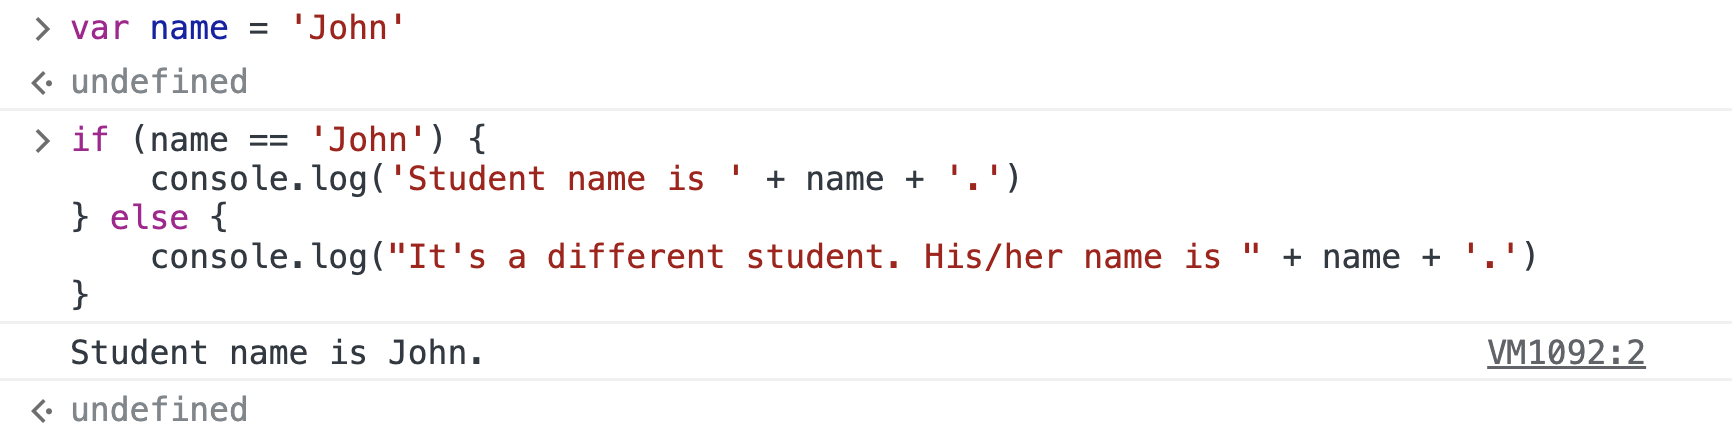 var name = 'John'
undefined
if (name == 'John') {
    console.log('Student name is ' + name + '.')
} else {
    console.log("It's a different student. His/her name is " + name + '.')
}
Student name is John. VM1092:2
undefined